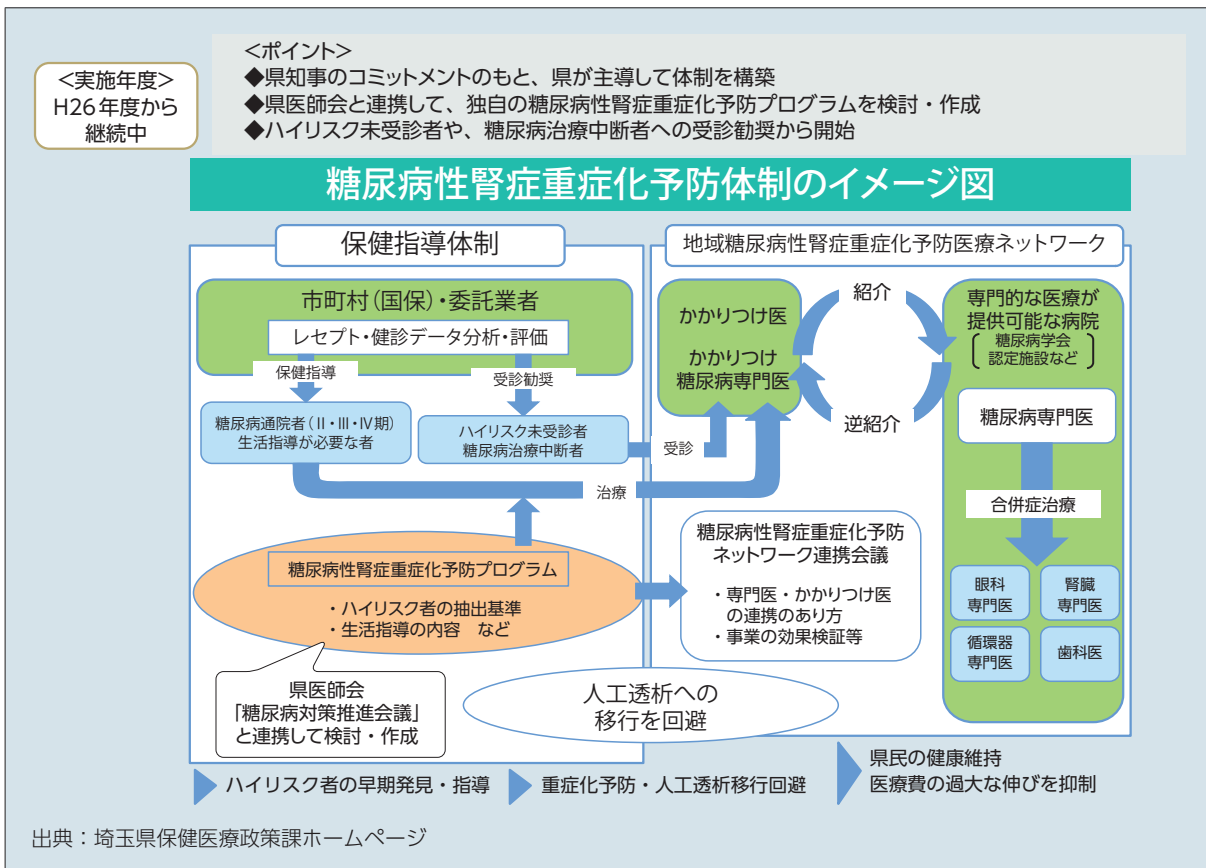 <実施年度>
H26年度から
継続中
<ポイント>
◆県知事のコミットメントのもと、県が主導して体制を構築
◆県医師会と連携して、独自の糖尿病性腎症重症化予防プログラムを検討・作成
◆ハイリスク未受診者や、糖尿病治療中断者への受診勧奨から開始
糖尿病性腎症重症化予防体制のイメージ図
保健指導体制
市町村(国保)・委託業者
レセプト・健診データ分析・評価
保健指導
受診勧奨
糖尿病通院者(Ⅱ・Ⅲ・Ⅳ期)
生活指導が必要な者
ハイリスク未受診者
糖尿病治療中断者
受診
治療
糖尿病性腎症重症化予防プログラム
・ハイリスク者の抽出基準
・生活指導の内容 など
県医師会
「糖尿病対策推進会議」
と連携して検討・作成
地域糖尿病性腎症重症化予防医療ネットワーク
かかりつけ医
かかりつけ
糖尿病専門医
紹介
逆紹介
専門的な医療が
提供可能な病院
糖尿病学会
認定施設など
糖尿病専門医
合併症治療
眼科
専門医
腎臓
専門医
循環器
専門医
歯科医
糖尿病性腎症重症化予防
ネットワーク連携会議
・専門医・かかりつけ医
の連携のあり方
・事業の効果検証等
人工透析への
移行を回避
ハイリスク者の早期発見・指導
重症化予防・人工透析移行回避
県民の健康維持
医療費の過大な伸びを抑制
出典：埼玉県保健医療政策課ホームページ